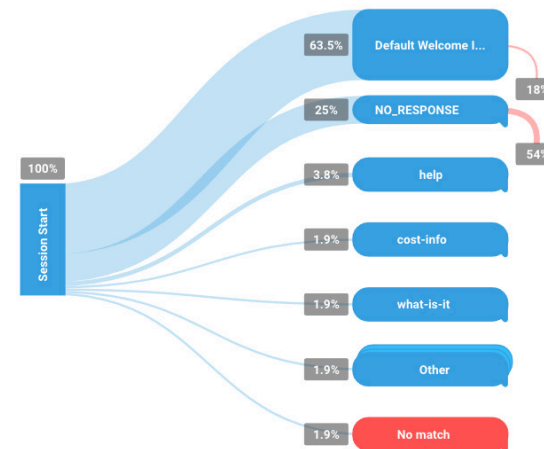 63.5%
Default Welcome I...
18%
25%
NO_RESPONSE
54%
100%
Session Start
3.8%
help
1.9%
cost-info
1.9%
what-is-it
1.9%
Other
1.9%
No match